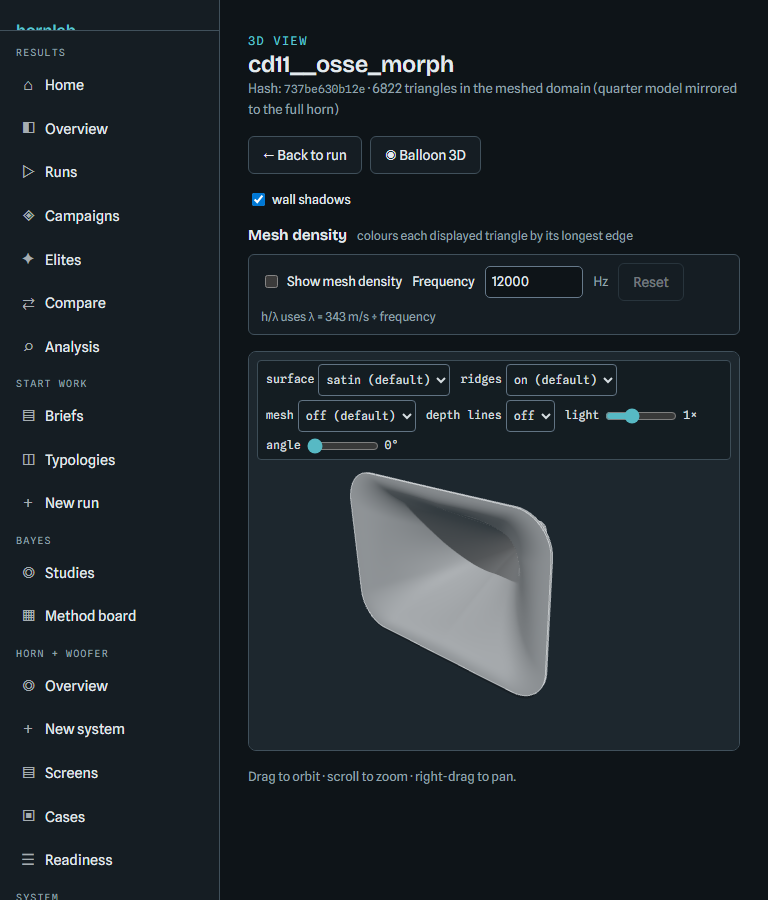 hornlab
RESULTS
Home
Overview
Runs
Campaigns
Elites
Compare
Analysis
START WORK
Briefs
Typologies
+ New run
BAYES
Studies
Method board
HORN + WOOFER
Overview
+ New system
Screens
Cases
Readiness
SYSTEM
3D VIEW
cd11__osse_morph
Hash: 737be630b12e · 6822 triangles in the meshed domain (quarter model mirrored
to the full horn)
← Back to run ◉ Balloon 3D
wall shadows
Mesh density colours each displayed triangle by its longest edge
Show mesh density Frequency 12000 Hz Reset
h/λ uses λ = 343 m/s ÷ frequency
surface satin (default) ridges on (default)
mesh off (default) depth lines off light 1×
angle 0°
Drag to orbit · scroll to zoom · right-drag to pan.